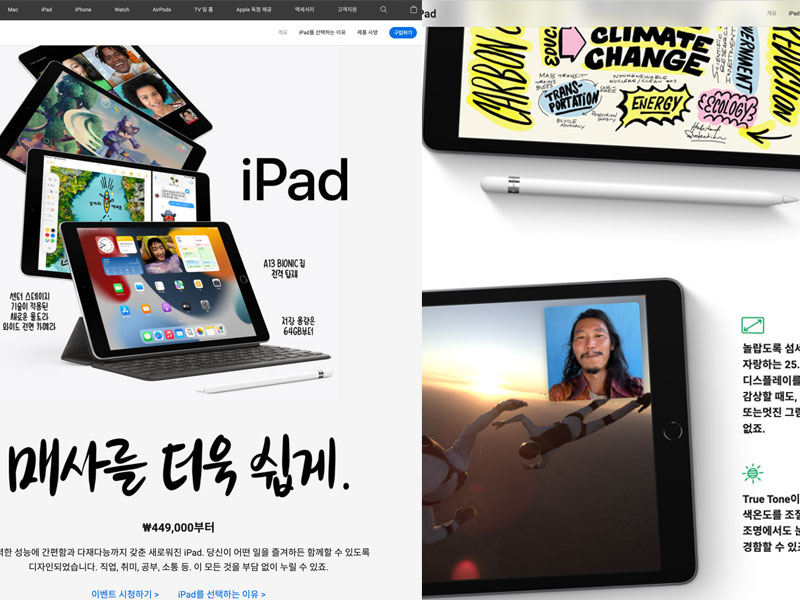 Mac iPad iPhone Watch AirPods TV 및 홈 Apple 독점 제공 액세서리 고객지원
개요 iPad를 선택하는 이유 제품 사양 구입하기
iPad
A13 BIONIC 칩
전격 탑재
센터 스테이지
기술이 적용된
새로운 울트라
와이드 전면 카메라
저장 용량은
64GB부터
매사를 더욱 쉽게.
₩449,000부터
성능에 간편함과 다재다능까지 갖춘 새로워진 iPad. 당신이 어떤 일을 즐겨하든 함께할 수 있도록
디자인되었습니다. 직업, 취미, 공부, 소통 등. 이 모든 것을 부담 없이 누릴 수 있죠.
이벤트 시청하기 > iPad를 선택하는 이유 >
개요
CARBON
CLIMATE
CHANGE
MASS TRANSIT
TRANS-
PORTATION
BICYCLE
ADVOCACY
NONRENEWABLE
ENERGY
ECOLOGY
놀랍도록 섬세
자랑하는 25.
디스플레이를
감상할 때도,
또는멋진 그림
없죠.
True Tone이
색온도를 조절
조명에서도 눈
경험할 수 있죠